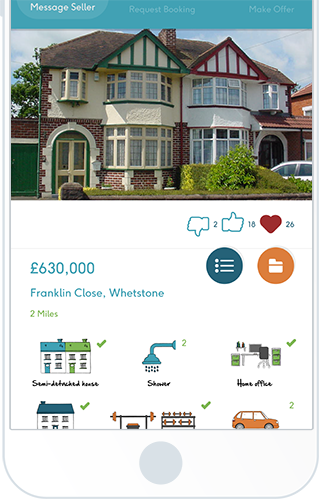 Message Seller Request Booking Make Offer
2 18 26
£630,000
Franklin Close, Whetstone
2 Miles
2
Semi-detached house Shower Home office
2